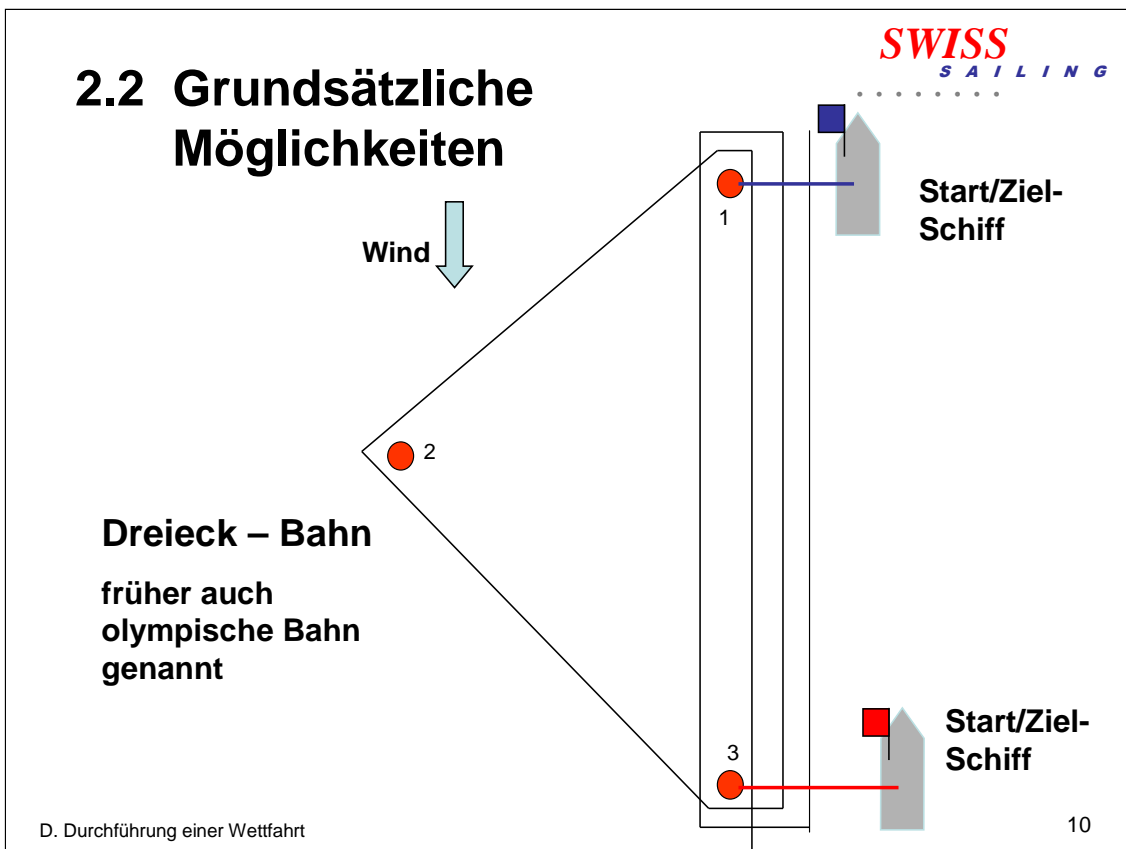 SWISS
SAILING
2.2 Grundsätzliche
Möglichkeiten
Wind
1
Start/Ziel-
Schiff
2
Dreieck – Bahn
früher auch
olympische Bahn
genannt
3
Start/Ziel-
Schiff
D. Durchführung einer Wettfahrt
10